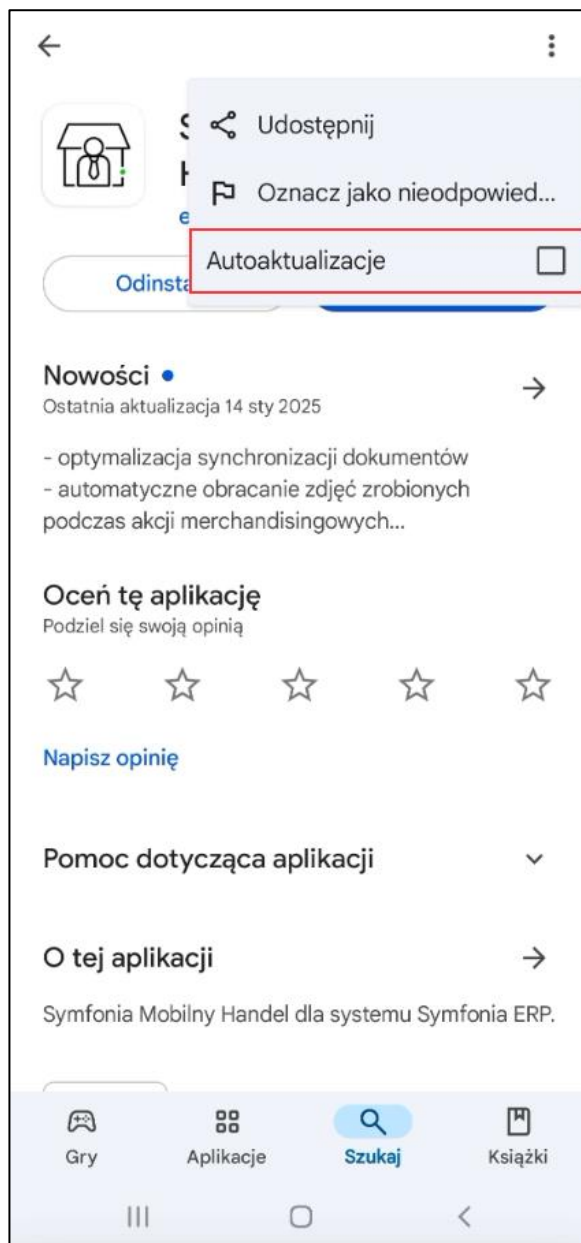 Udostępnij
Oznacz jako nieodpowied...
Autoaktualizacje
Nowości
Ostatnia aktualizacja 14 sty 2025
- optymalizacja synchronizacji dokumentów
- automatyczne obracanie zdjęć zrobionych
podczas akcji merchandisingowych...
Oceń tę aplikację
Podziel się swoją opinią
Napisz opinię
Pomoc dotycząca aplikacji
O tej aplikacji
Symfonia Mobilny Handel dla systemu Symfonia ERP.
Gry
Aplikacje
Szukaj
Książki